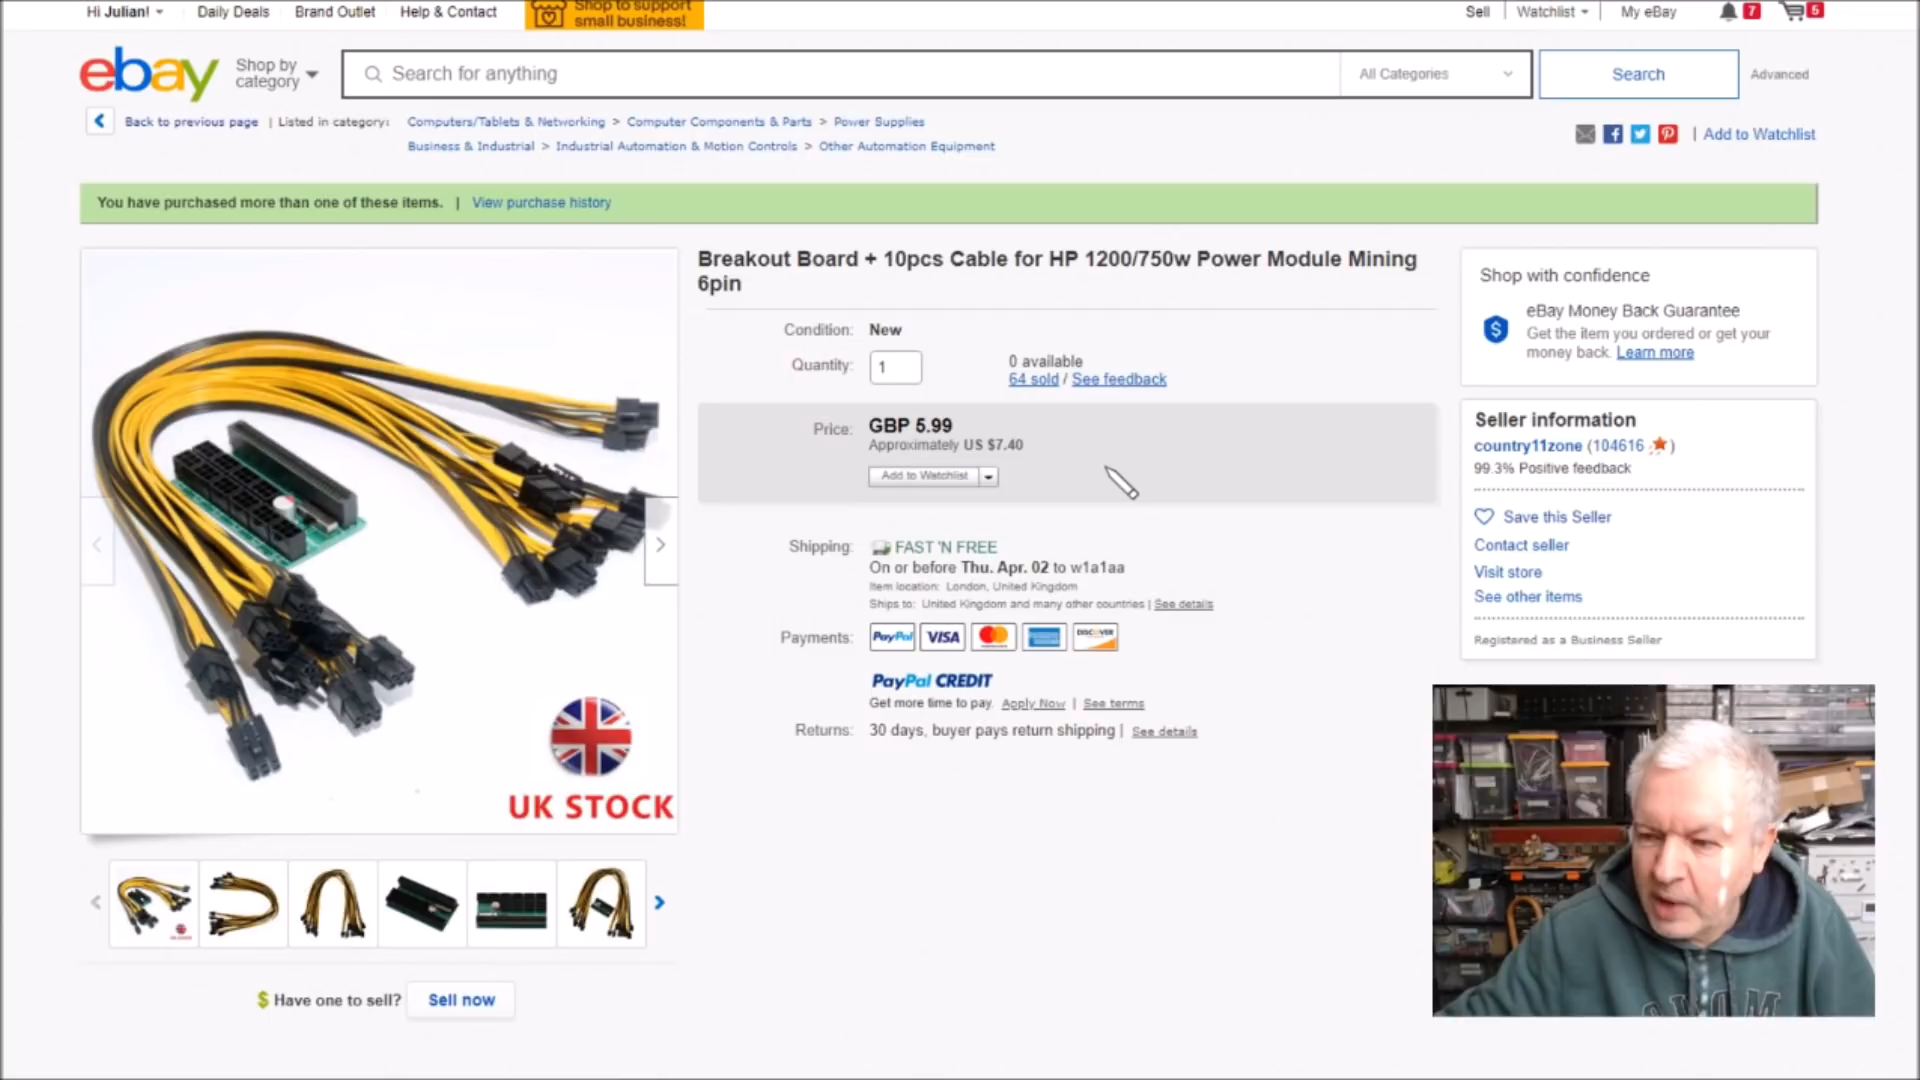 Hi Julian!
Daily Deals
Brand Outlet
Help & Contact
Shop to support
small business!
Sell
Watchlist
My eBay
7
5
ebay
Shop by
category
Search for anything
All Categories
Search
Advanced
Back to previous page | Listed in category:
Computers/Tablets & Networking > Computer Components & Parts > Power Supplies
Business & Industrial > Industrial Automation & Motion Controls > Other Automation Equipment
| Add to Watchlist
You have purchased more than one of these items. | View purchase history
UK STOCK
Have one to sell? Sell now
Breakout Board + 10pcs Cable for HP 1200/750w Power Module Mining
6pin
Condition: New
Quantity: 1
0 available
64 sold / See feedback
Price: GBP 5.99
Approximately US $7.40
Add to Watchlist
Shipping: FAST 'N FREE
On or before Thu. Apr. 02 to w1a1aa
Item location: London, United Kingdom
Ships to: United Kingdom and many other countries | See details
Payments: PayPal VISA DISCOVER
PayPal CREDIT
Get more time to pay. Apply Now | See terms
Returns: 30 days, buyer pays return shipping | See details
Shop with confidence
eBay Money Back Guarantee
Get the item you ordered or get your
money back. Learn more
Seller information
country11zone (104616 )
99.3% Positive feedback
Save this Seller
Contact seller
Visit store
See other items
Registered as a Business Seller